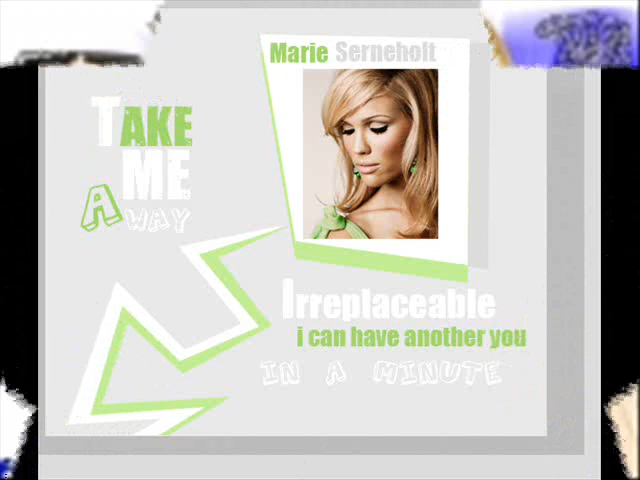 Marie Serneholt
TAKE
ME
AWAY
Irreplaceable
i can have another you
IN A MINUTE